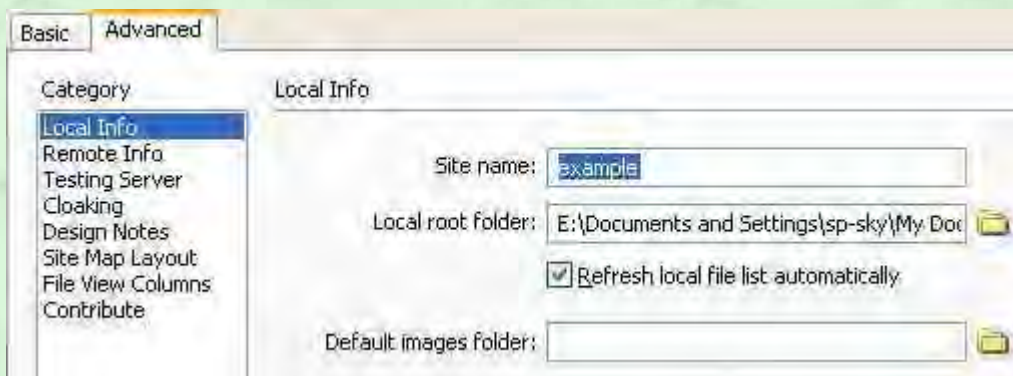 Basic Advanced
Category
Local Info
Remote Info
Testing Server
Cloaking
Design Notes
Site Map Layout
File View Columns
Contribute
Local Info
Site name: example
Local root folder: E:\Documents and Settings\sp-sky\My Doc
Refresh local file list automatically
Default images folder: